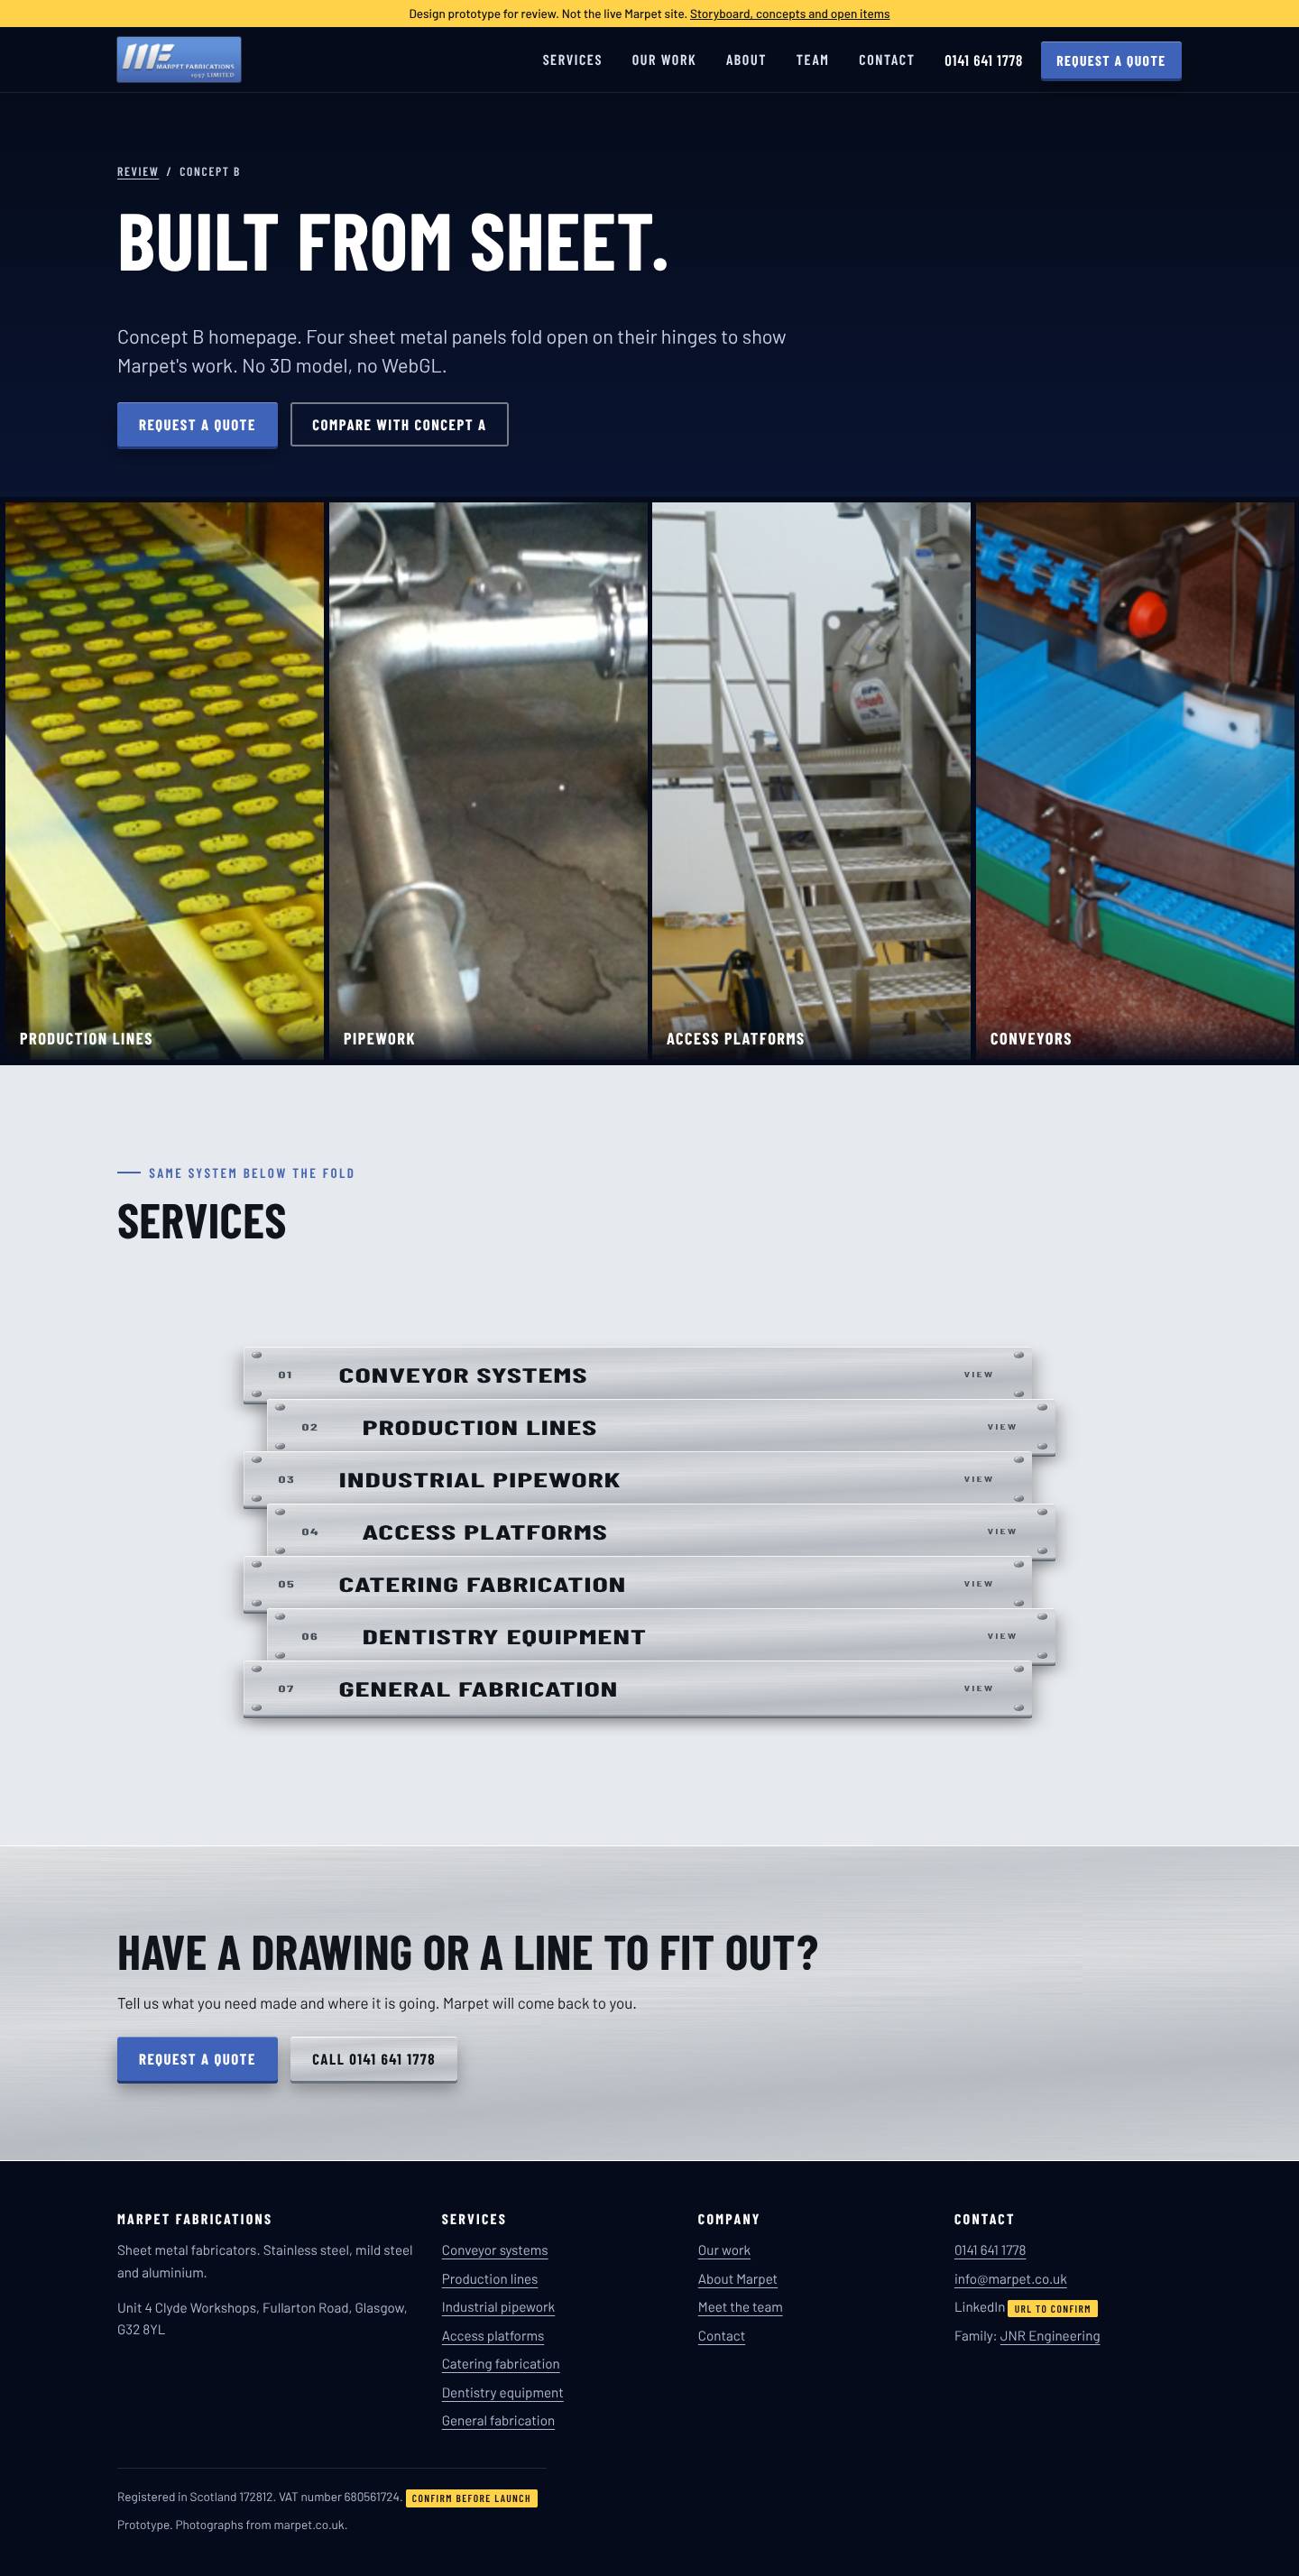 Design prototype for review. Not the live Marpet site. Storyboard, concepts and open items
MF MARPET FABRICATIONS
1997 LIMITED
SERVICES OUR WORK ABOUT TEAM CONTACT 0141 641 1778 REQUEST A QUOTE
REVIEW / CONCEPT B
BUILT FROM SHEET.
Concept B homepage. Four sheet metal panels fold open on their hinges to show
Marpet's work. No 3D model, no WebGL.
REQUEST A QUOTE COMPARE WITH CONCEPT A
PRODUCTION LINES PIPEWORK ACCESS PLATFORMS CONVEYORS
SAME SYSTEM BELOW THE FOLD
SERVICES
01 CONVEYOR SYSTEMS VIEW
02 PRODUCTION LINES VIEW
03 INDUSTRIAL PIPEWORK VIEW
04 ACCESS PLATFORMS VIEW
05 CATERING FABRICATION VIEW
06 DENTISTRY EQUIPMENT VIEW
07 GENERAL FABRICATION VIEW
HAVE A DRAWING OR A LINE TO FIT OUT?
Tell us what you need made and where it is going. Marpet will come back to you.
REQUEST A QUOTE CALL 0141 641 1778
MARPET FABRICATIONS
Sheet metal fabricators. Stainless steel, mild steel
and aluminium.
Unit 4 Clyde Workshops, Fullarton Road, Glasgow,
G32 8YL
SERVICES
Conveyor systems
Production lines
Industrial pipework
Access platforms
Catering fabrication
Dentistry equipment
General fabrication
COMPANY
Our work
About Marpet
Meet the team
Contact
CONTACT
0141 641 1778
info@marpet.co.uk
LinkedIn URL TO CONFIRM
Family: JNR Engineering
Registered in Scotland 172812. VAT number 680561724. CONFIRM BEFORE LAUNCH
Prototype. Photographs from marpet.co.uk.